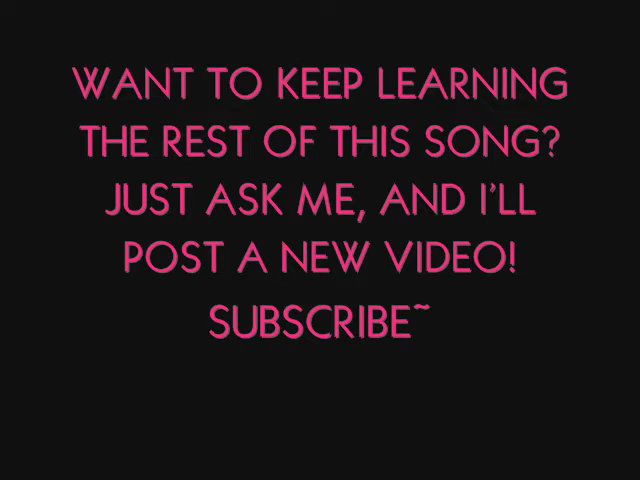 WANT TO KEEP LEARNING
THE REST OF THIS SONG?
JUST ASK ME, AND I'LL
POST A NEW VIDEO!
SUBSCRIBE~